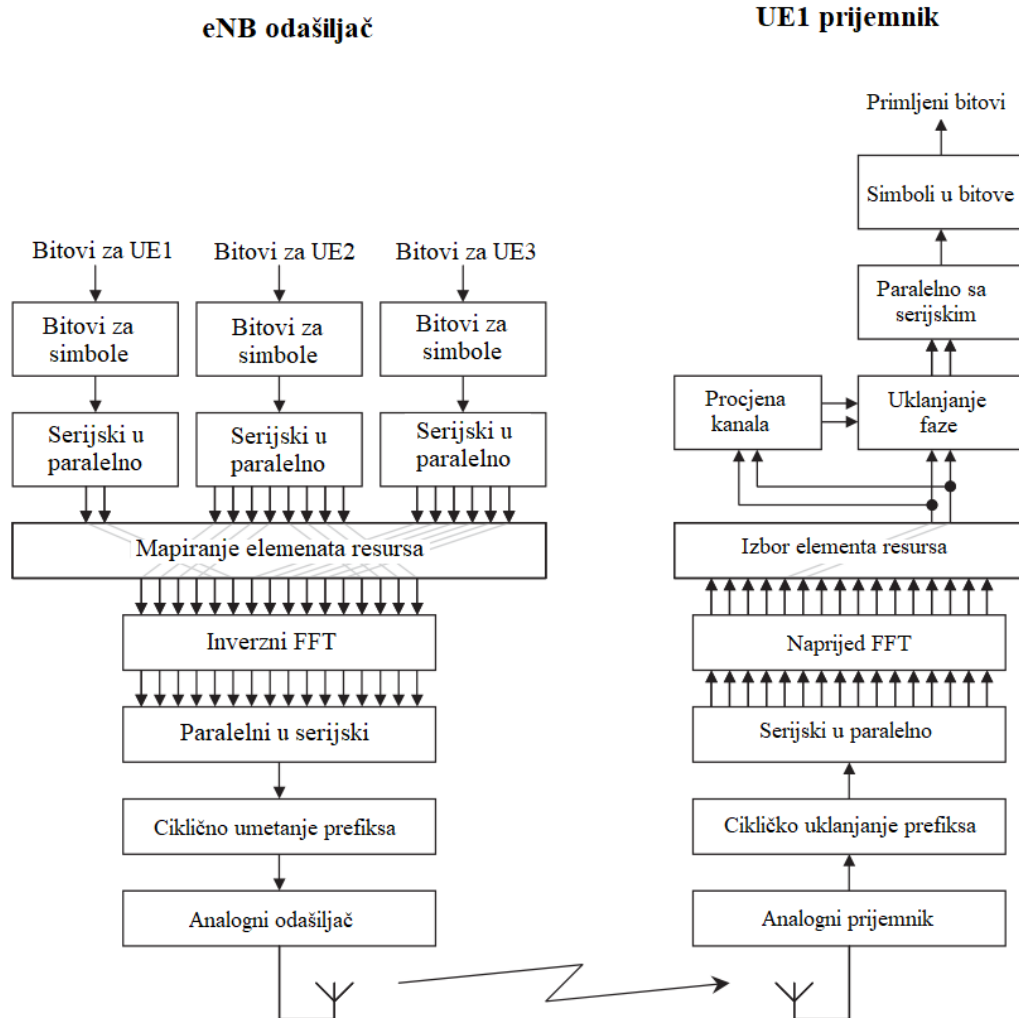 eNB odašiljač
UE1 prijemnik
Bitovi za UE1
Bitovi za UE2
Bitovi za UE3
Bitovi za
simbole
Bitovi za
simbole
Bitovi za
simbole
Serijski u
paralelno
Serijski u
paralelno
Serijski u
paralelno
Mapiranje elemenata resursa
Inverzni FFT
Paralelni u serijski
Ciklično umetanje prefiksa
Analogni odašiljač
Primljeni bitovi
Simboli u bitove
Paralelno sa
serijskim
Procjena
kanala
Uklanjanje
faze
Izbor elementa resursa
Naprijed FFT
Serijski u paralelno
Cikličko uklanjanje prefiksa
Analogni prijemnik